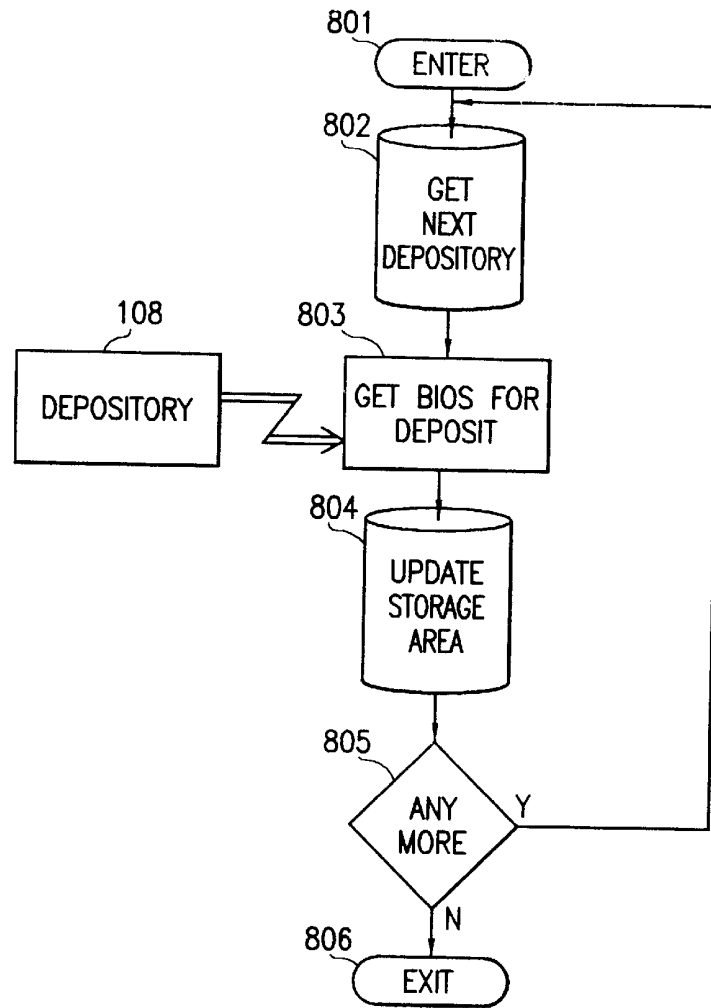 801
ENTER
802
GET
NEXT
DEPOSITORY
803
108
DEPOSITORY
GET BIOS FOR
DEPOSIT
804
UPDATE
STORAGE
AREA
805
ANY
MORE
Y
N
806
EXIT